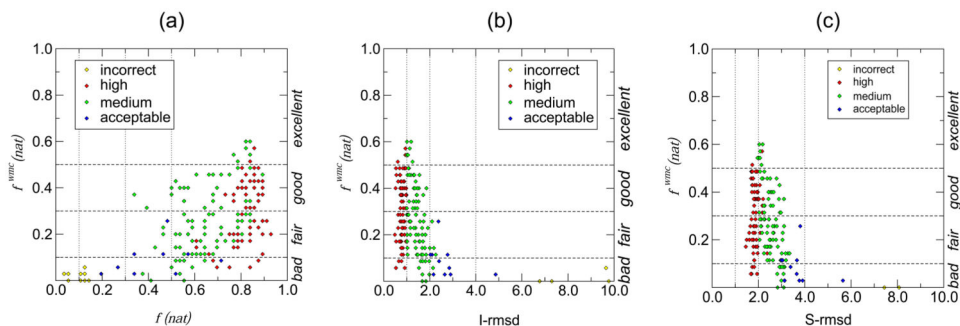 (a)
1.0
0.8
0.6
0.4
0.2
0.0
f wmc (nat)
incorrect
high
medium
acceptable
excellent
good
fair
bad
0.0 0.2 0.4 0.6 0.8 1.0
f (nat)
(b)
1.0
0.8
0.6
0.4
0.2
0.0
f wmc (nat)
incorrect
high
medium
acceptable
excellent
good
fair
bad
0.0 2.0 4.0 6.0 8.0 10.0
I-rmsd
(c)
1.0
0.8
0.6
0.4
0.2
0.0
f wmc (nat)
incorrect
high
medium
acceptable
excellent
good
fair
bad
0.0 2.0 4.0 6.0 8.0 10.0
S-rmsd